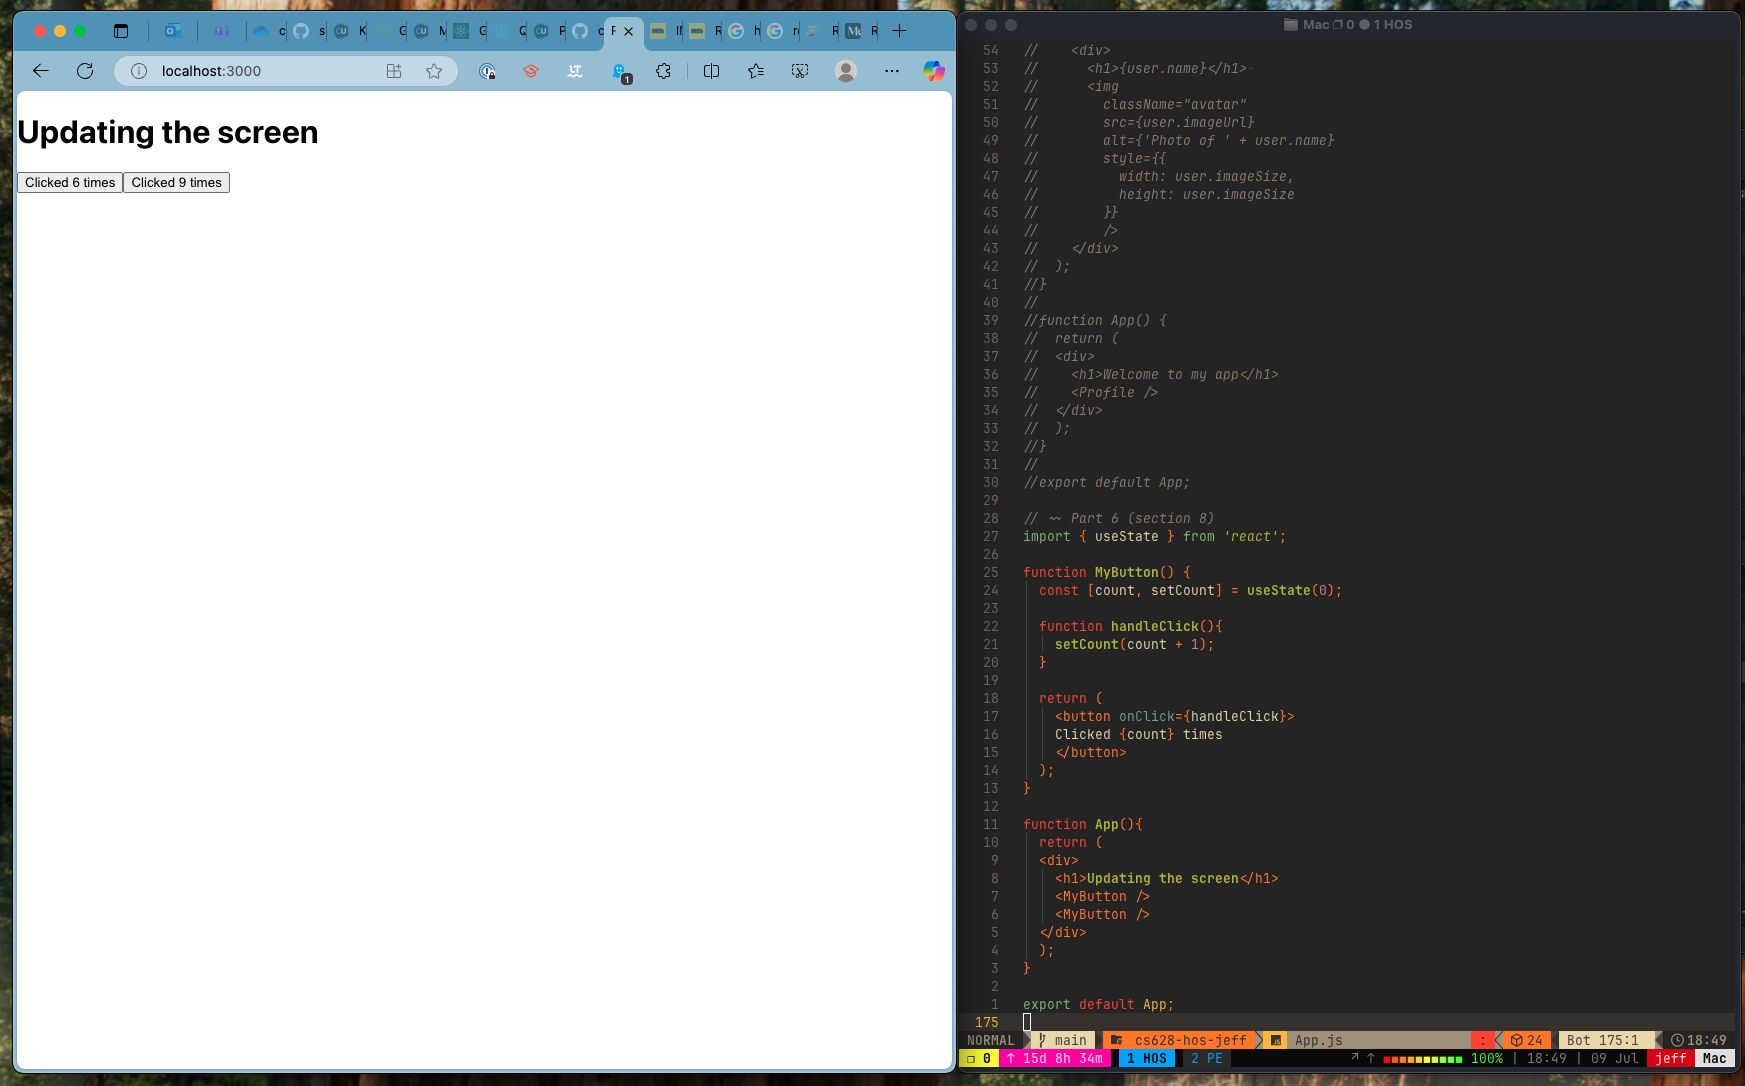 localhost:3000
1
Updating the screen
Clicked 6 times
Clicked 9 times
Mac 0 1 HOS
54 // <div>
53 // <h1>{user.name}</h1>-
52 // <img
51 // className="avatar"
50 // src={user.imageUrl}
49 // alt={'Photo of ' + user.name}
48 // style={{
47 // width: user.imageSize,
46 // height: user.imageSize
45 // }}
44 // />
43 // </div>
42 // );
41 //}
40 //
39 //function App() {
38 // return (
37 // <div>
36 // <h1>Welcome to my app</h1>
35 // <Profile />
34 // </div>
33 // );
32 //}
31 //
30 //export default App;
29
28 // ~~ Part 6 (section 8)
27 import { useState } from 'react';
26
25 function MyButton() {
24 const [count, setCount] = useState(0);
23
22 function handleClick(){
21 setCount(count + 1);
20 }
19
18 return (
17 <button onClick={handleClick}>
16 Clicked {count} times
15 </button>
14 );
13 }
12
11 function App(){
10 return (
9 <div>
8 <h1>Updating the screen</h1>
7 <MyButton />
6 <MyButton />
5 </div>
4 );
3 }
2
1 export default App;
175
NORMAL main cs628-hos-jeff App.js : 24 Bot 175:1 18:49
0 ↑ 15d 8h 34m 1 HOS 2 PE ↗ ↑ 100% | 18:49 | 09 Jul jeff Mac